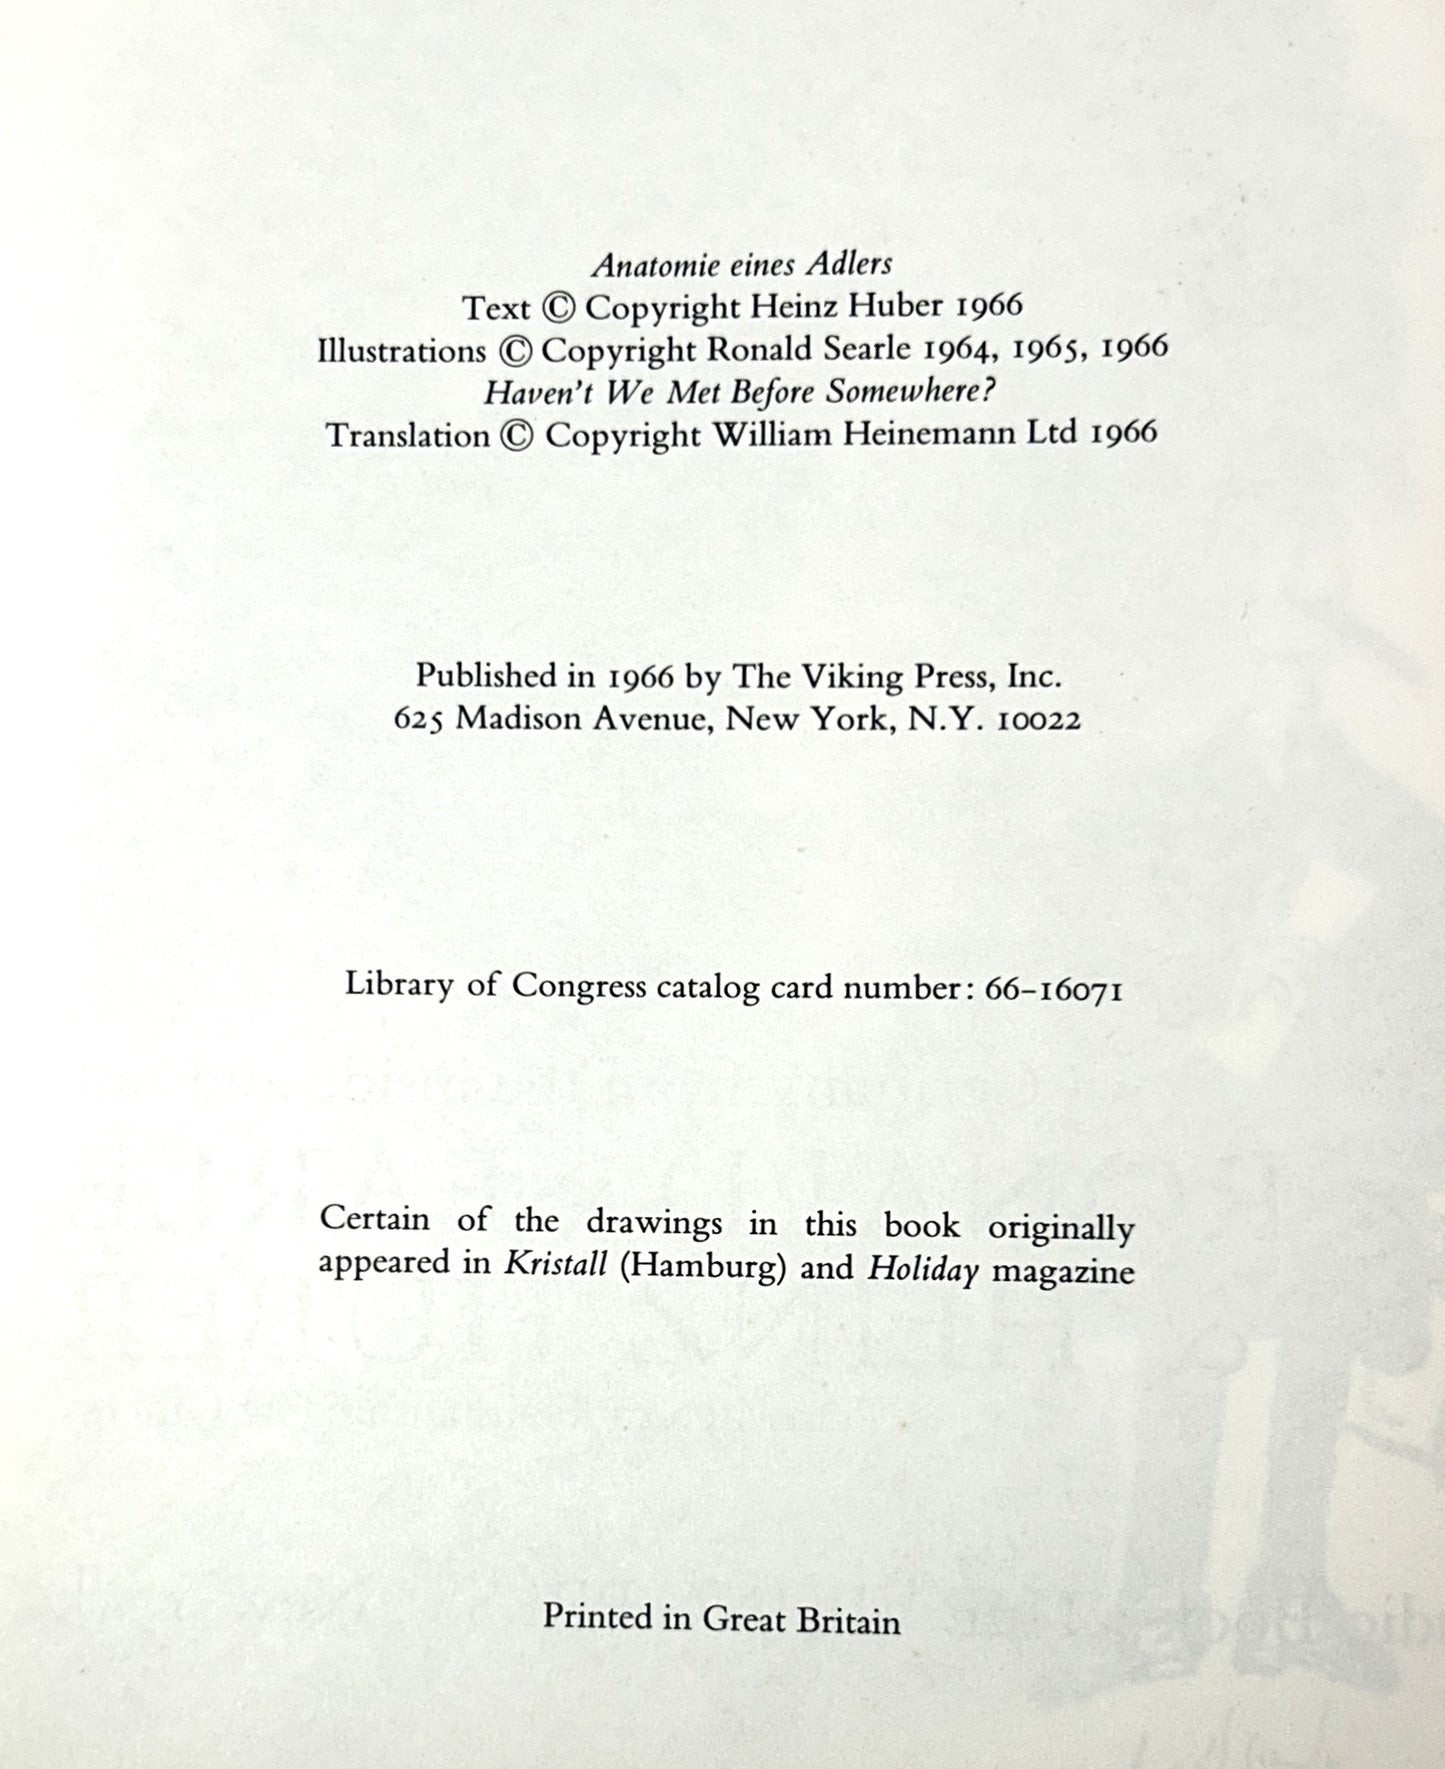 Anatomie eines Adlers
Text © Copyright Heinz Huber 1966
Illustrations © Copyright Ronald Searle 1964, 1965, 1966
Haven't We Met Before Somewhere?
Translation © Copyright William Heinemann Ltd 1966
Published in 1966 by The Viking Press, Inc.
625 Madison Avenue, New York, N.Y. 10022
Library of Congress catalog card number: 66–16071
Certain of the drawings in this book originally
appeared in Kristall (Hamburg) and Holiday magazine
Printed in Great Britain